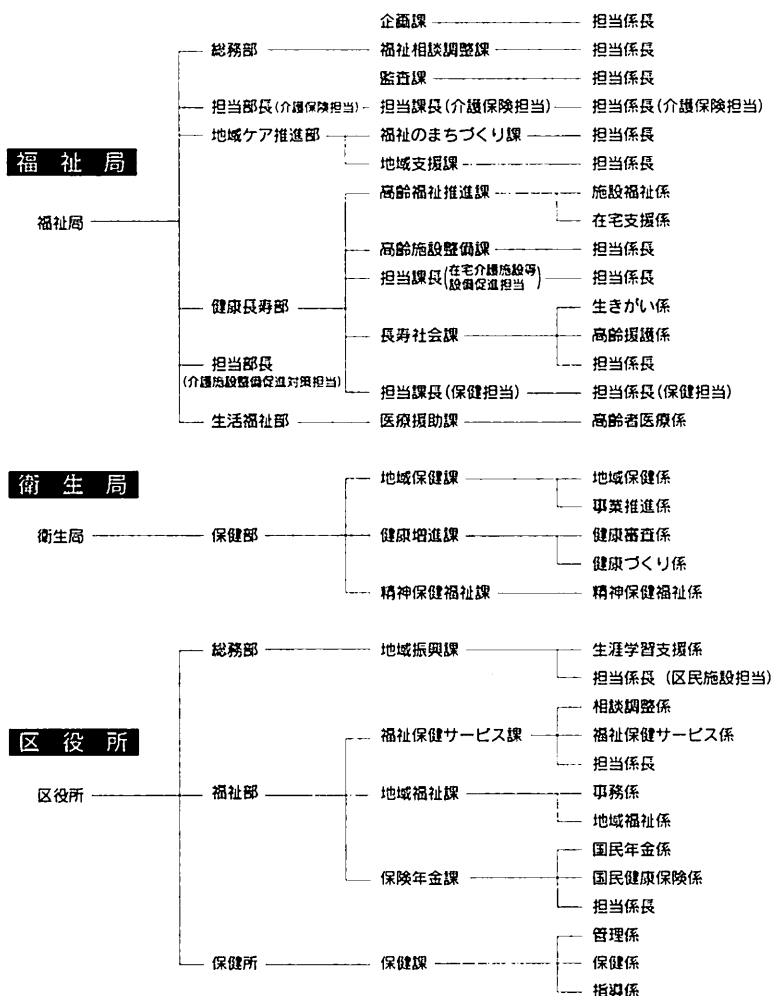 企画課 担当係長
総務部 福祉相談調整課 担当係長
監査課 担当係長
担当部長(介護保険担当) 担当課長(介護保険担当) 担当係長(介護保険担当)
地域ケア推進部 福祉のまちづくり課 担当係長
福祉局
地域支援課 担当係長
高齢福祉推進課 施設福祉係
福祉局
在宅支援係
高齢施設整備課 担当係長
担当課長(在宅介護施設等設備促進担当) 担当係長
健康長寿部 生きがい係
長寿社会課 高齢援護係
担当部長 担当係長
(介護施設整備促進対策担当)
担当課長(保健担当) 担当係長(保健担当)
生活福祉部 医療援助課 高齢者医療係
衛生局
地域保健課 地域保健係
事業推進係
衛生局 保健部 健康増進課 健康審査係
健康づくり係
精神保健福祉課 精神保健福祉係
総務部 地域振興課 生涯学習支援係
担当係長(区民施設担当)
相談調整係
区役所
福祉保健サービス課 福祉保健サービス係
担当係長
区役所 福祉部 地域福祉課 事務係
地域福祉係
国民年金係
保険年金課 国民健康保険係
担当係長
管理係
保健所 保健課 保健係
指導係